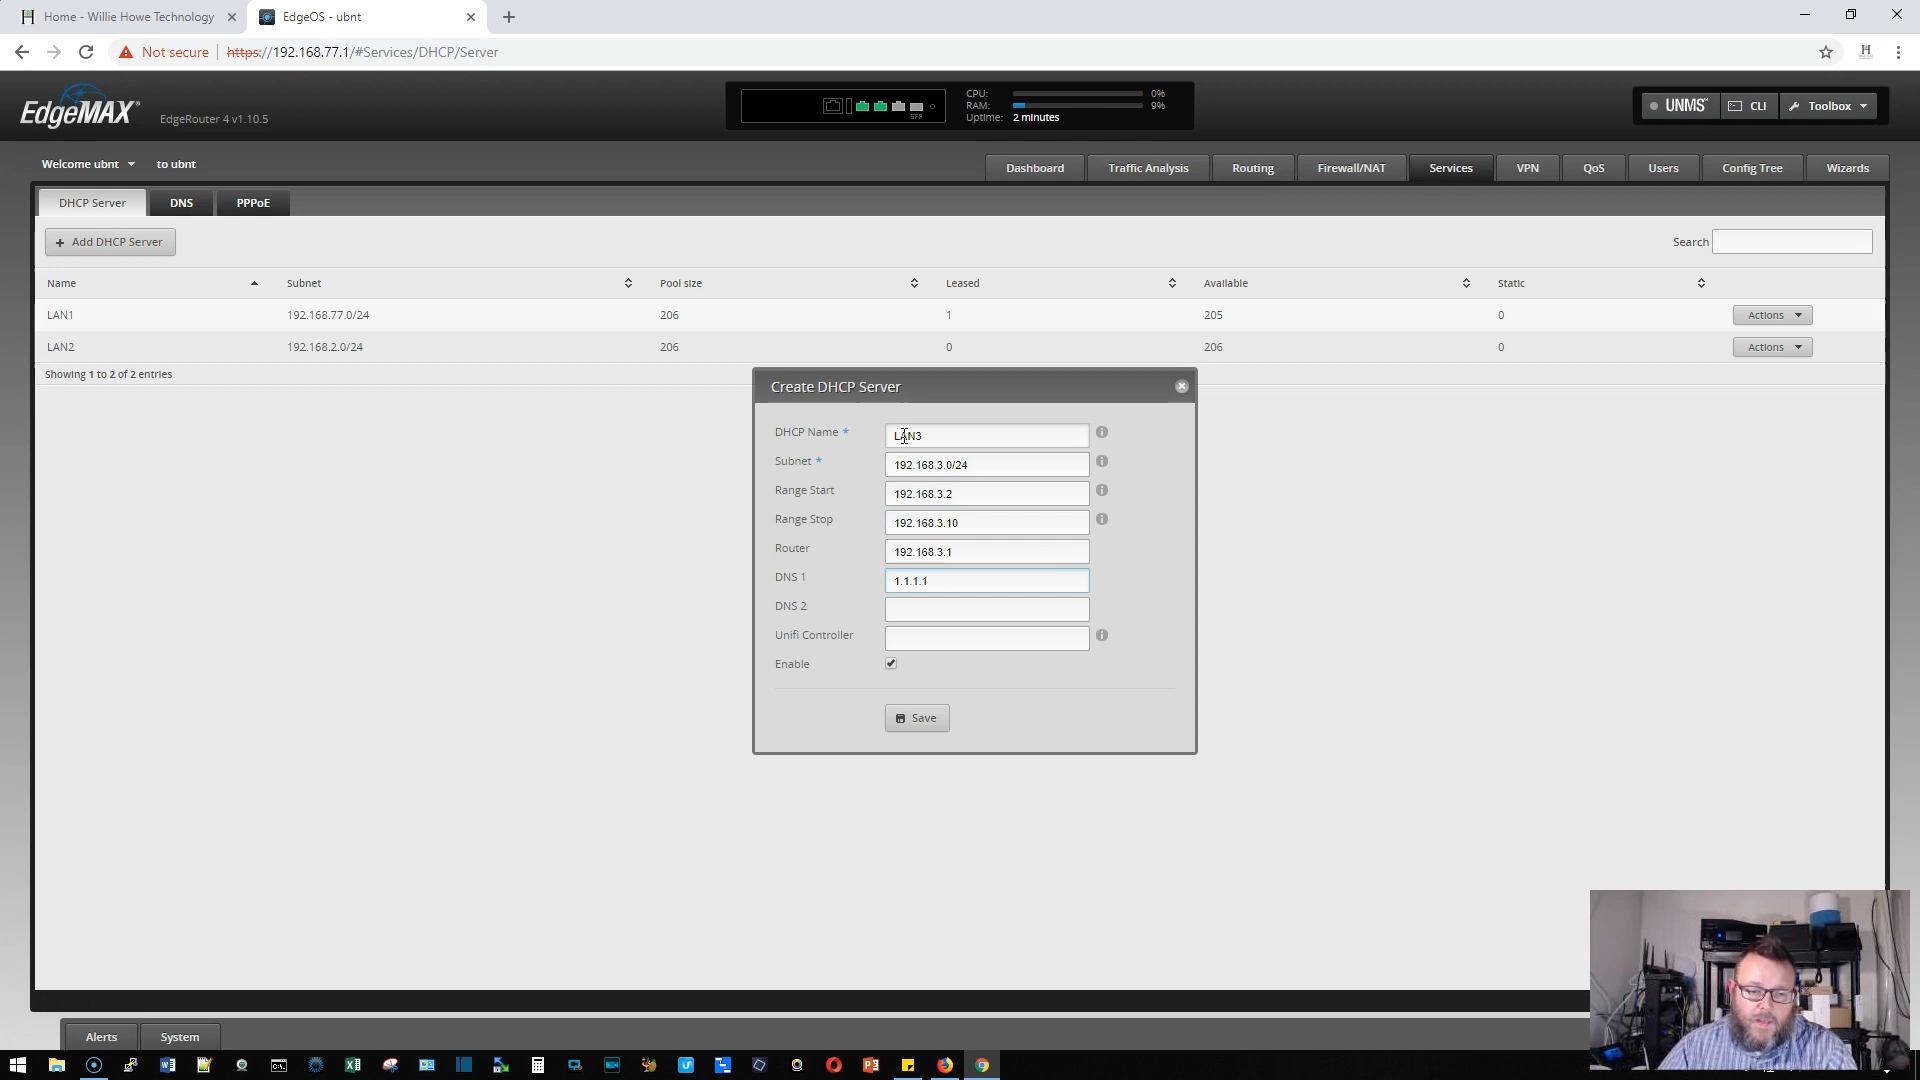 Home - Willie Howe Technology
EdgeOS - ubnt
Not secure
https://192.168.77.1/#Services/DHCP/Server
EdgeMAX
EdgeRouter 4 v1.10.5
SFP
CPU: 0%
RAM: 9%
Uptime: 2 minutes
UNMS
CLI
Toolbox
Welcome ubnt to ubnt
Dashboard
Traffic Analysis
Routing
Firewall/NAT
Services
VPN
QoS
Users
Config Tree
Wizards
DHCP Server
DNS
PPPoE
+ Add DHCP Server
Search
Name Subnet Pool size Leased Available Static
LAN1 192.168.77.0/24 206 1 205 0 Actions
LAN2 192.168.2.0/24 206 0 206 0 Actions
Showing 1 to 2 of 2 entries
Create DHCP Server
DHCP Name * LAN3
Subnet * 192.168.3.0/24
Range Start 192.168.3.2
Range Stop 192.168.3.10
Router 192.168.3.1
DNS 1 1.1.1.1
DNS 2
Unifi Controller
Enable
Save
Alerts
System